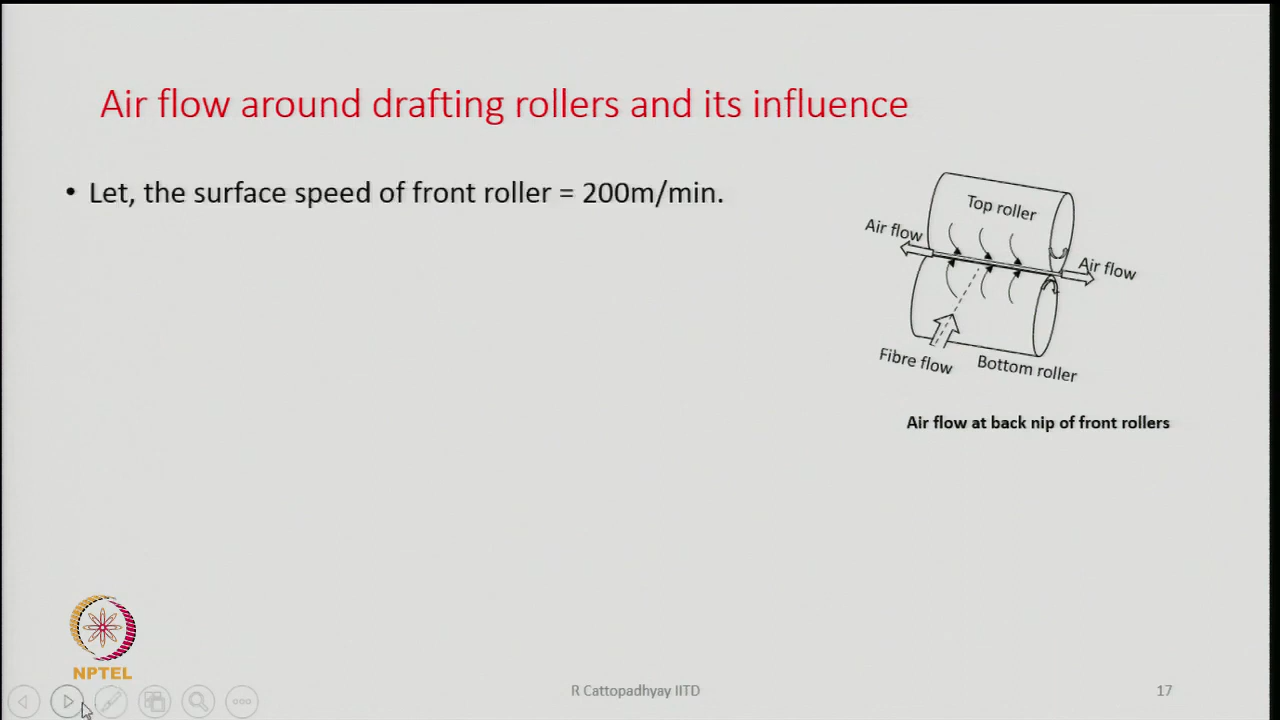 Air flow around drafting rollers and its influence
• Let, the surface speed of front roller = 200m/min.
Top roller
Air flow
Air flow
Fibre flow
Bottom roller
Air flow at back nip of front rollers
NPTEL
R Cattopadhyay IITD
17